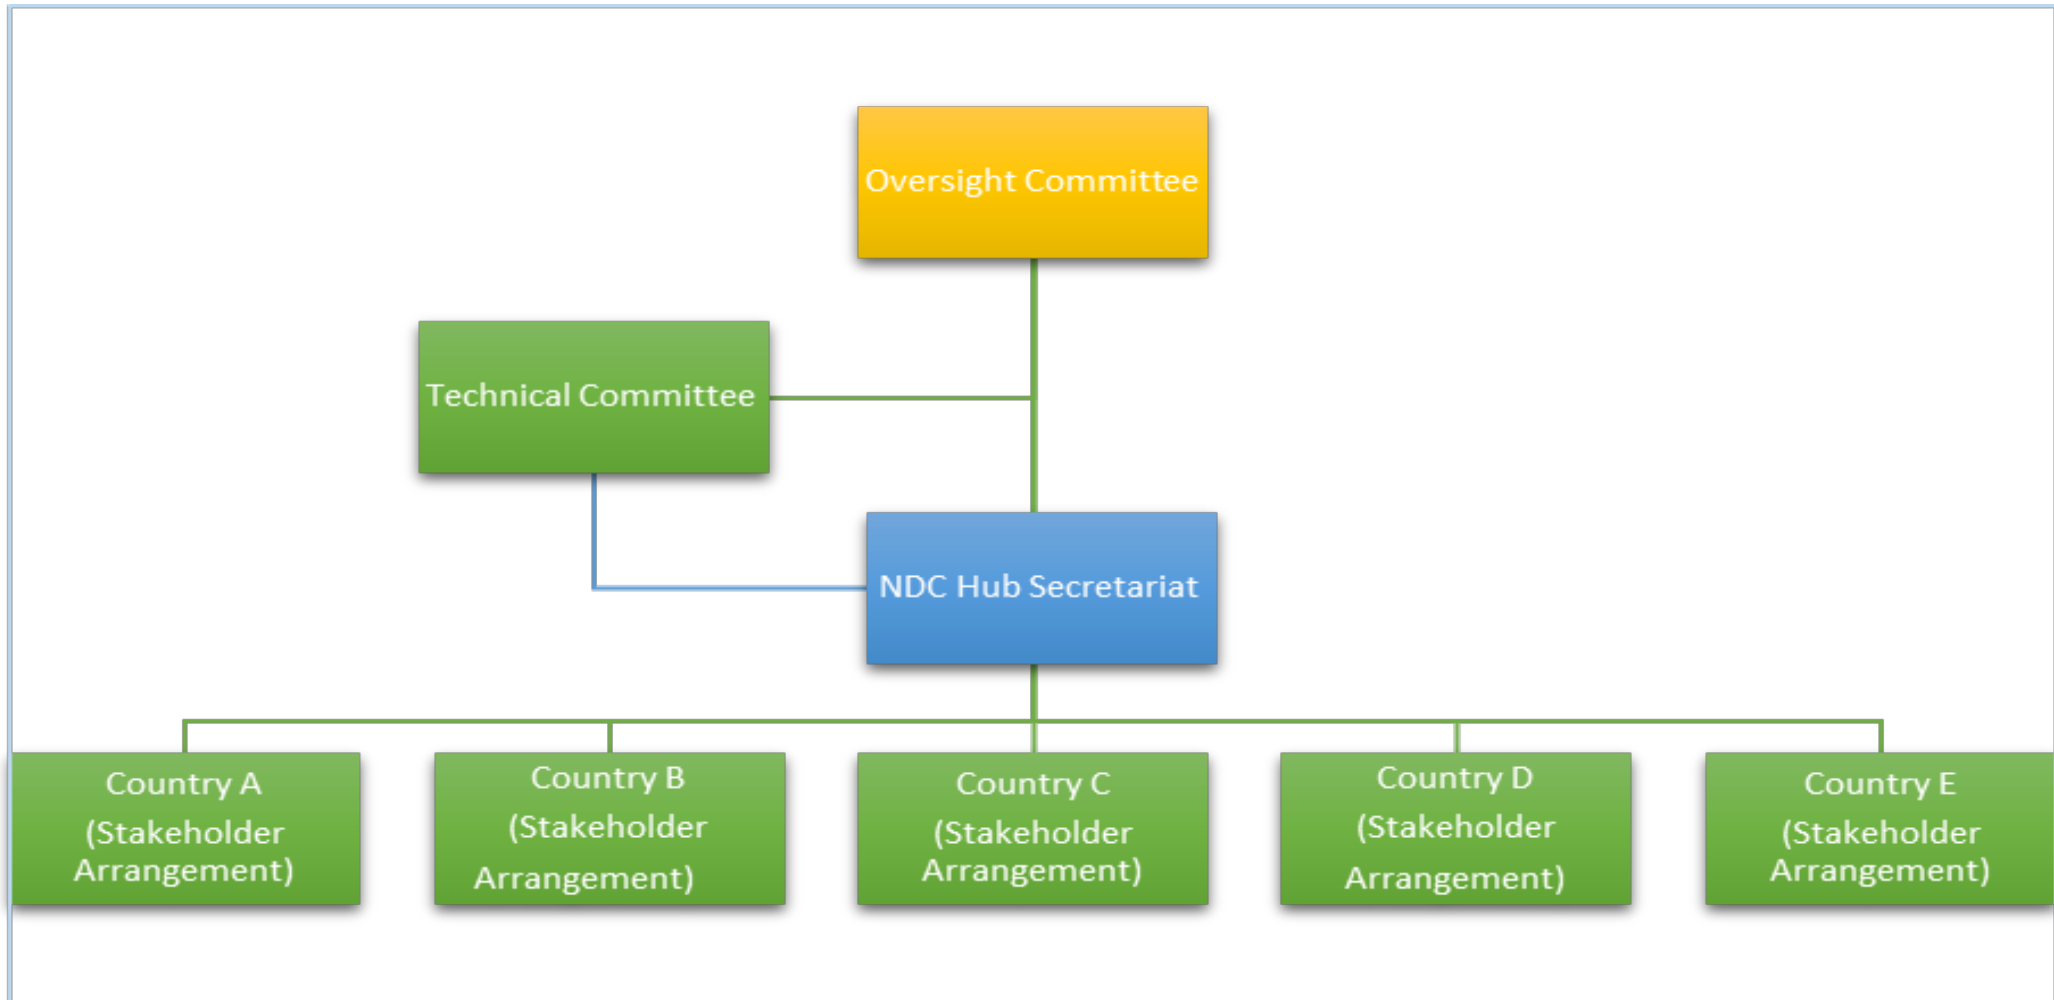 Oversight Committee
Technical Committee
NDC Hub Secretariat
Country A
(Stakeholder
Arrangement)
Country B
(Stakeholder
Arrangement)
Country C
(Stakeholder
Arrangement)
Country D
(Stakeholder
Arrangement)
Country E
(Stakeholder
Arrangement)